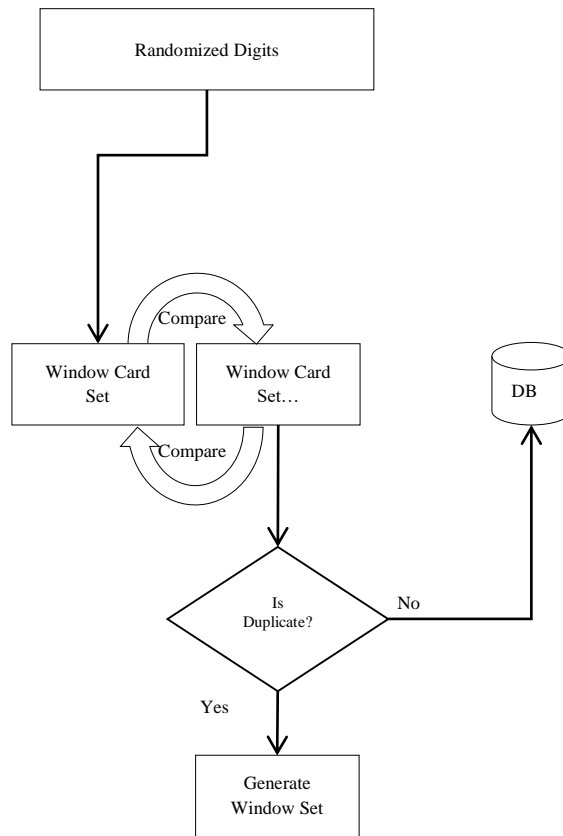 Randomized Digits
Compare
Window Card
Set
Window Card
Set…
DB
Compare
Is
Duplicate?
No
Yes
Generate
Window Set